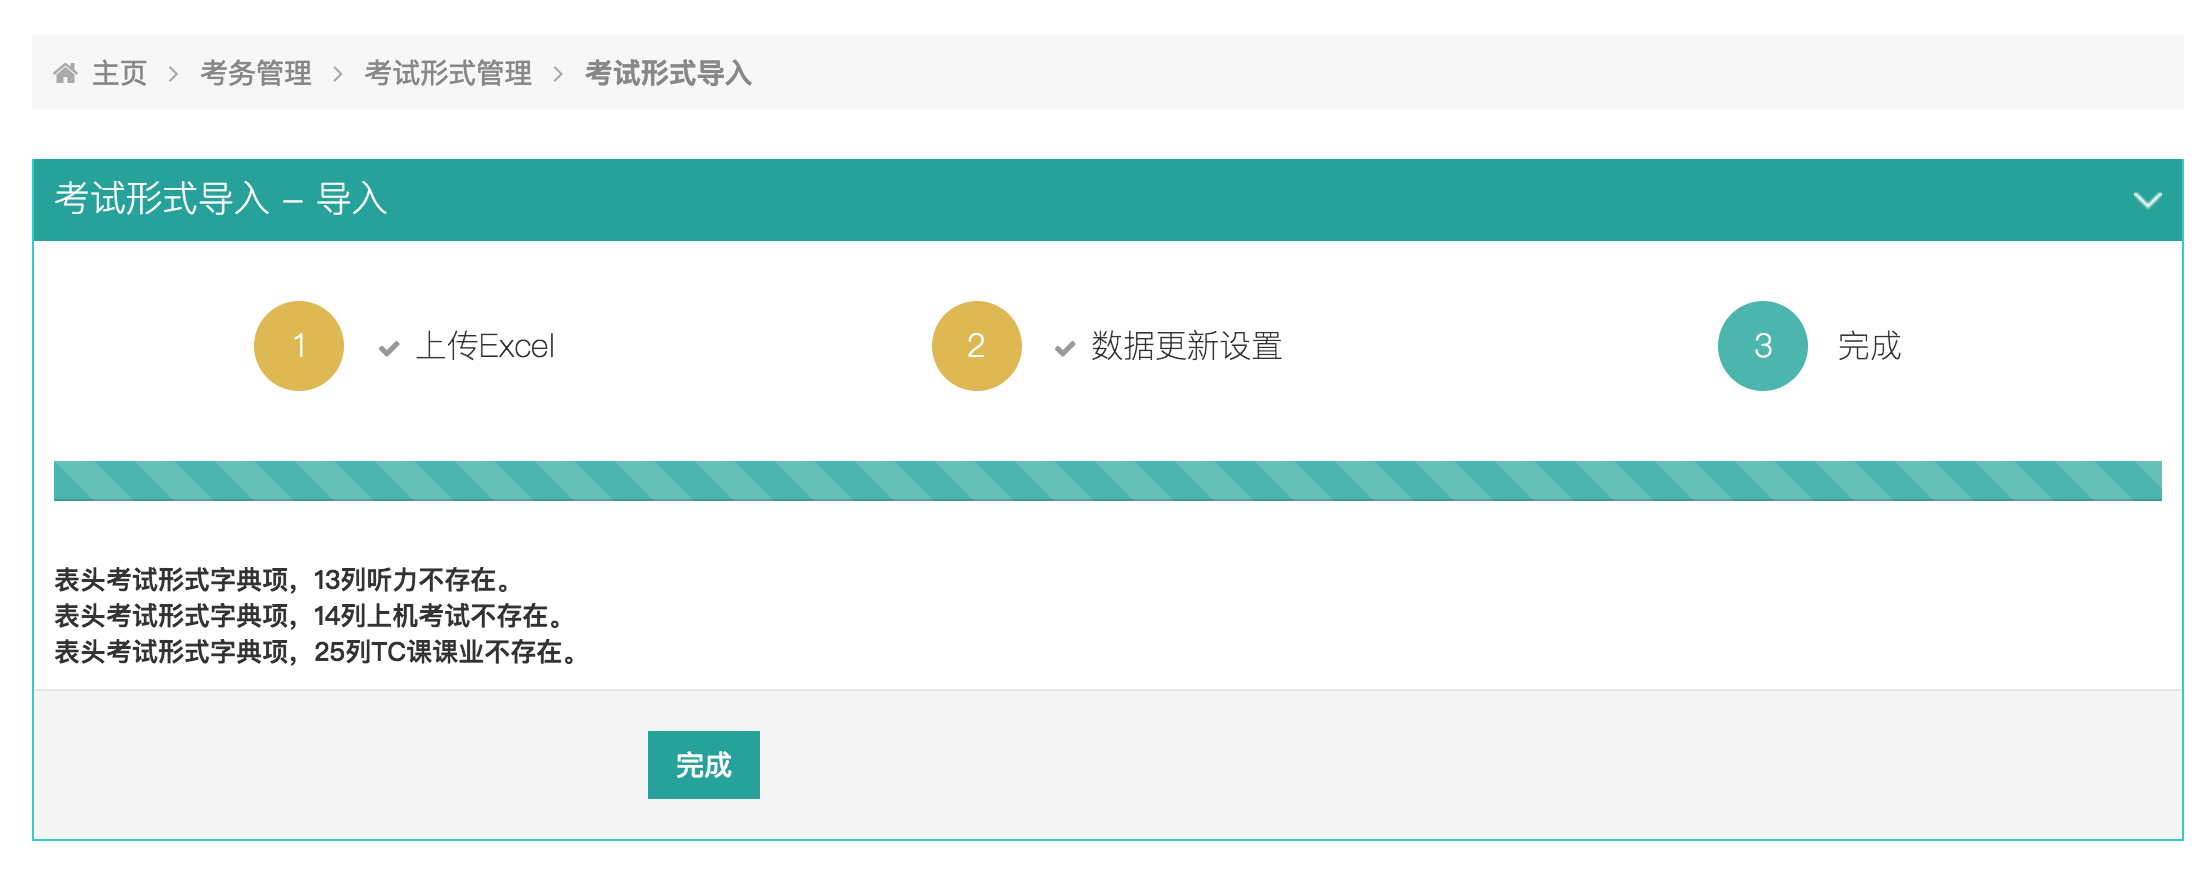 主页 > 考务管理 > 考试形式管理 > 考试形式导入
考试形式导入 – 导入
1 上传Excel 2 数据更新设置 3 完成
表头考试形式字典项，13列听力不存在。
表头考试形式字典项，14列上机考试不存在。
表头考试形式字典项，25列TC课课业不存在。
完成